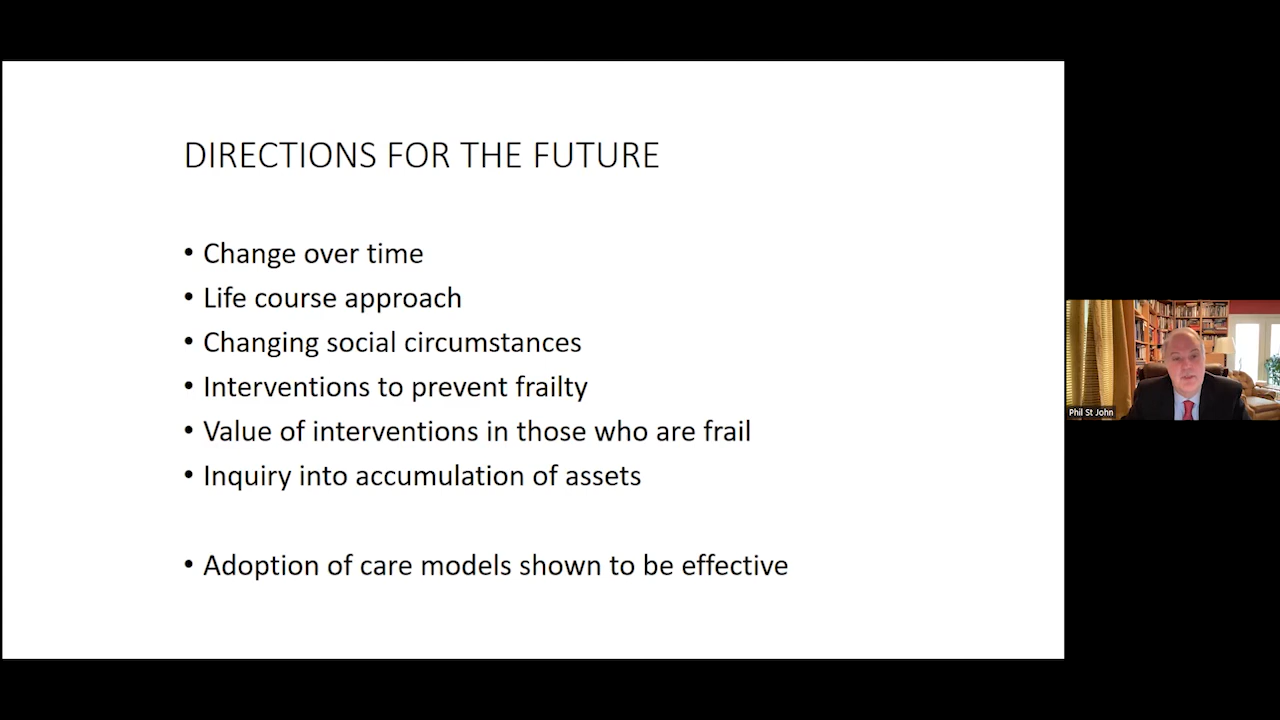 DIRECTIONS FOR THE FUTURE
• Change over time
• Life course approach
• Changing social circumstances
• Interventions to prevent frailty
• Value of interventions in those who are frail
• Inquiry into accumulation of assets
• Adoption of care models shown to be effective
Phil St John